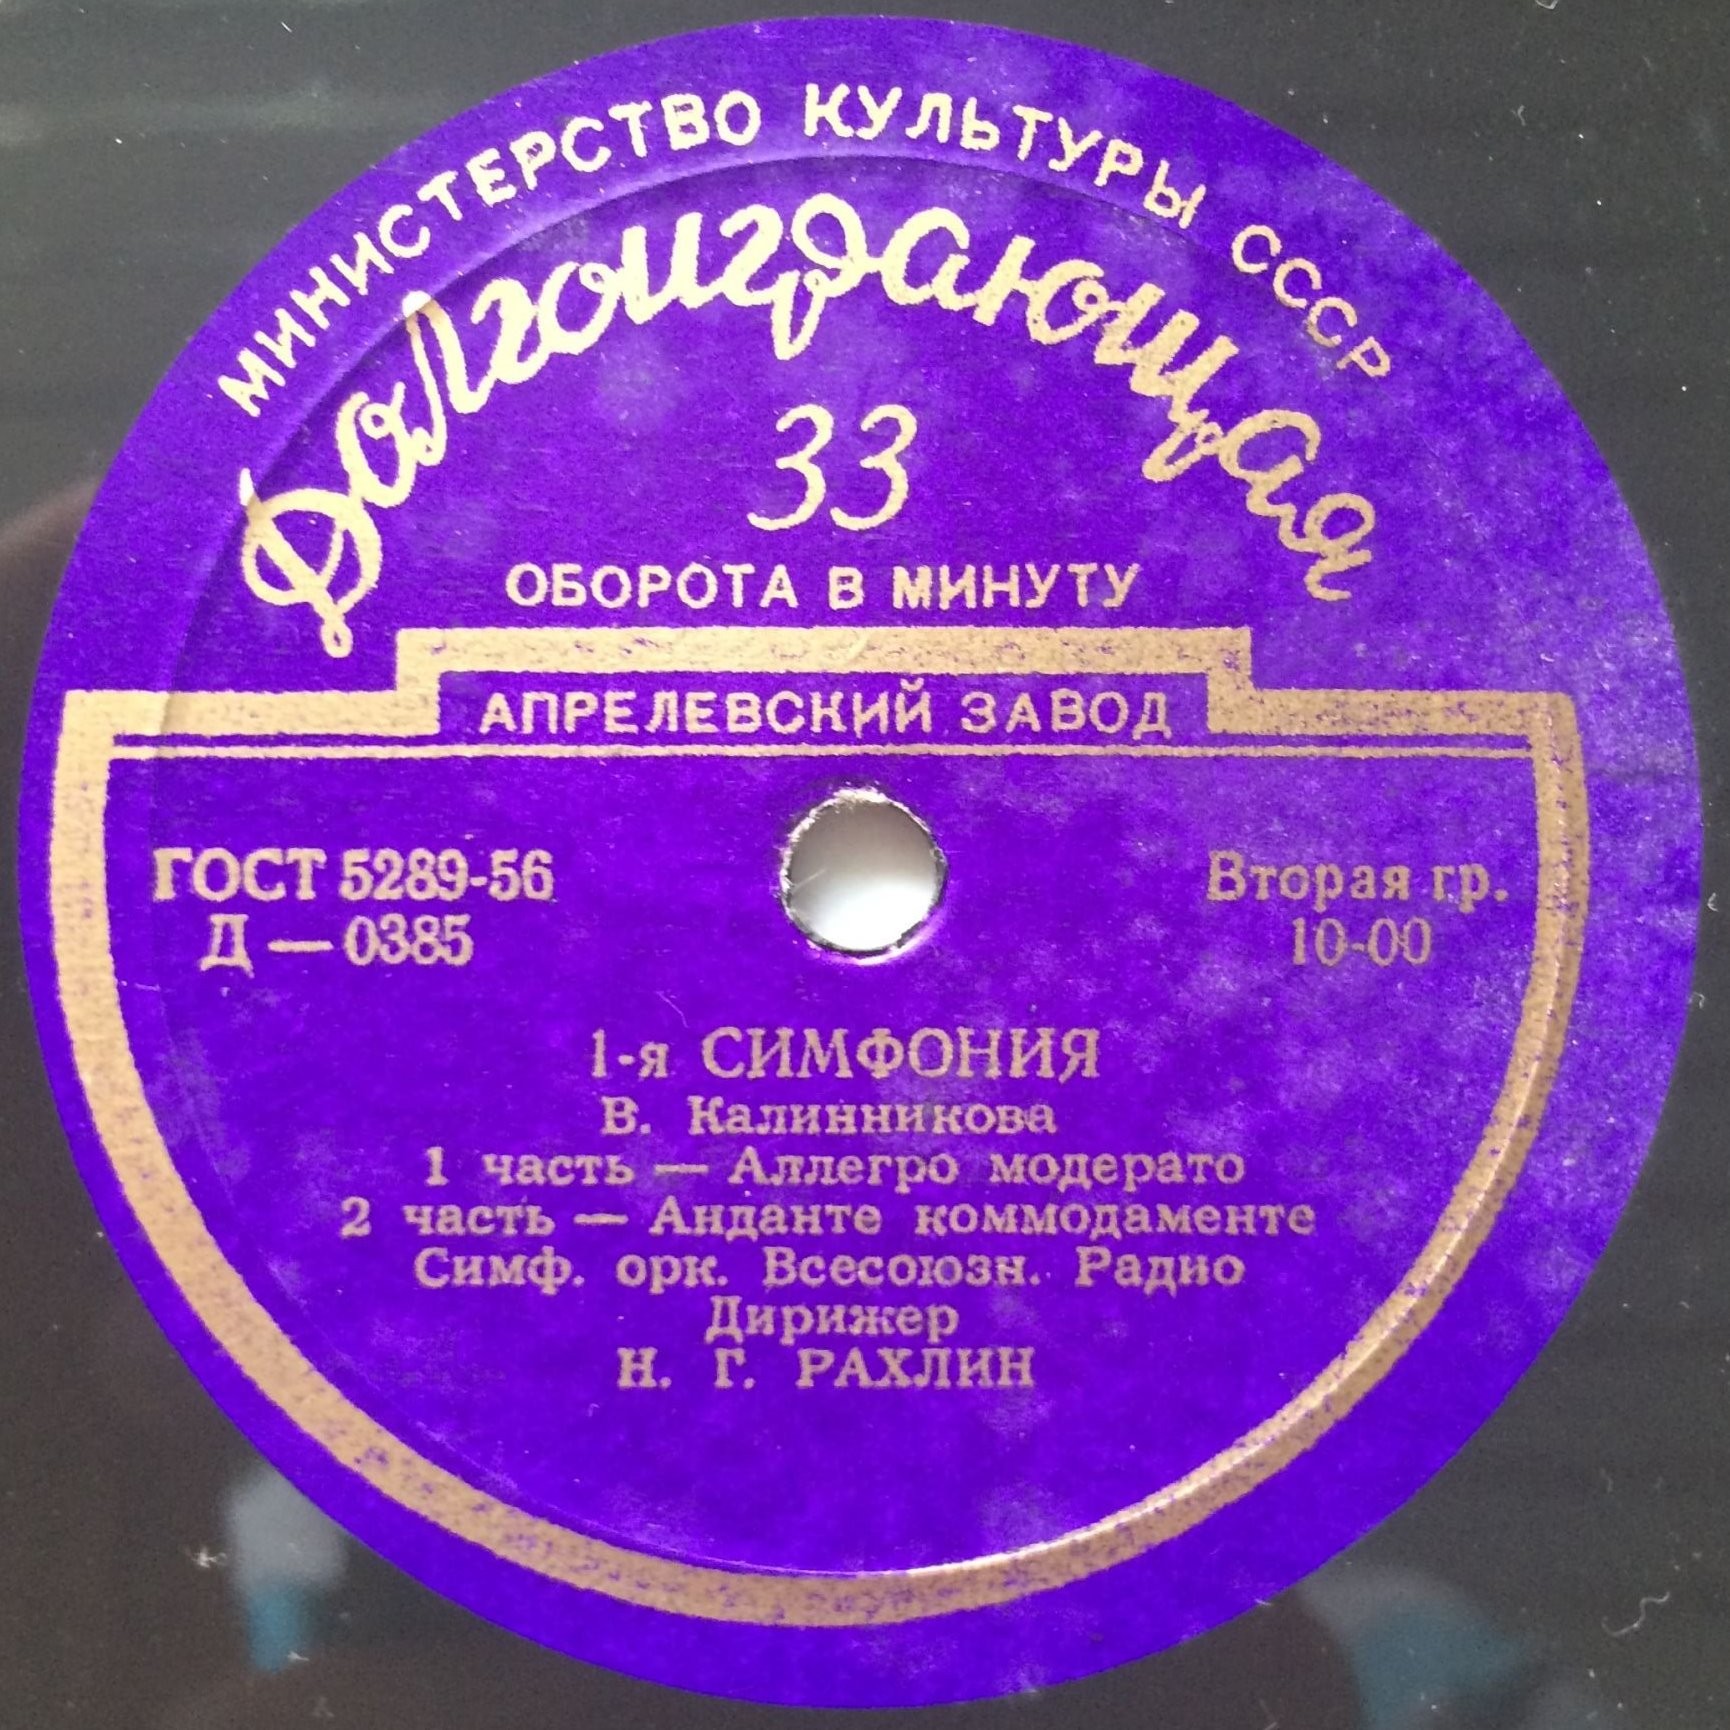 МИНИСТЕРСТВО КУЛЬТУРЫ СССР
Долгоиграющая
33
ОБОРОТА В МИНУТУ
АПРЕЛЕВСКИЙ ЗАВОД
ГОСТ 5289-56
Д — 0385
Вторая гр.
10-00
1-я СИМФОНИЯ
В. Калинникова
1 часть — Аллегро модерато
2 часть — Анданте коммодаменте
Симф. орк. Всесоюзн. Радио
Дирижер
Н. Г. РАХЛИН